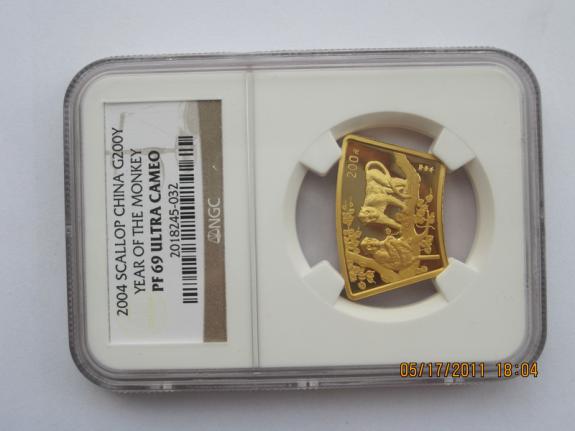 2004 SCALLOP CHINA G200Y
YEAR OF THE MONKEY
PF 69 ULTRA CAMEO
2018245-032
NGC
200元
05/17/2011 18:04